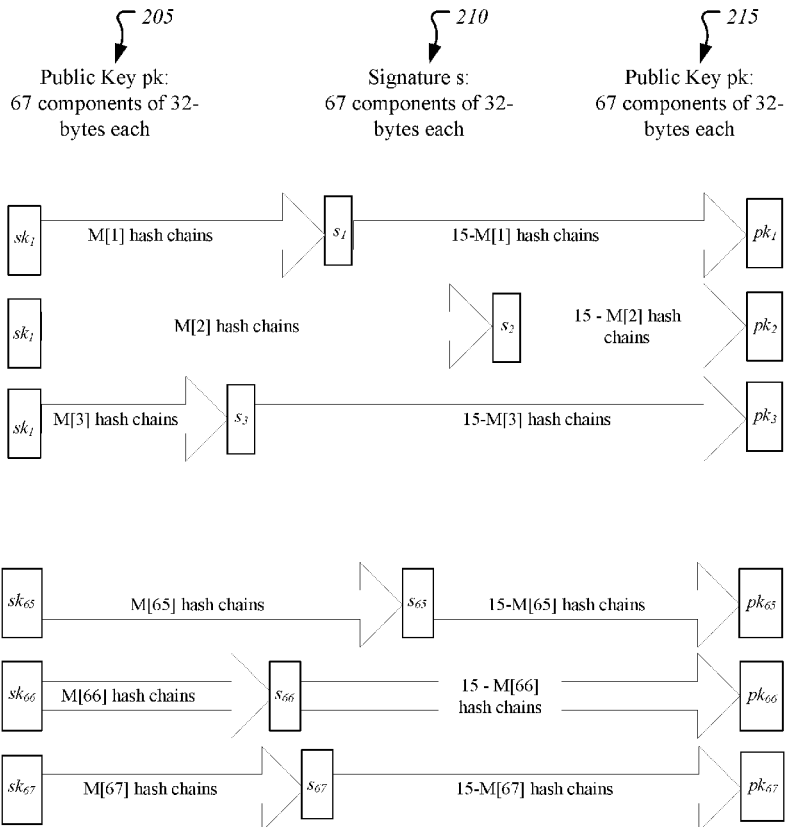 205
210
215
Public Key pk:
67 components of 32-
bytes each
Signature s:
67 components of 32-
bytes each
Public Key pk:
67 components of 32-
bytes each
sk1
M[1] hash chains
s1
15-M[1] hash chains
pk1
sk1
M[2] hash chains
s2
15 - M[2] hash
chains
pk2
sk1
M[3] hash chains
s3
15-M[3] hash chains
pk3
sk65
M[65] hash chains
s65
15-M[65] hash chains
pk65
sk66
M[66] hash chains
s66
15 - M[66]
hash chains
pk66
sk67
M[67] hash chains
s67
15-M[67] hash chains
pk67